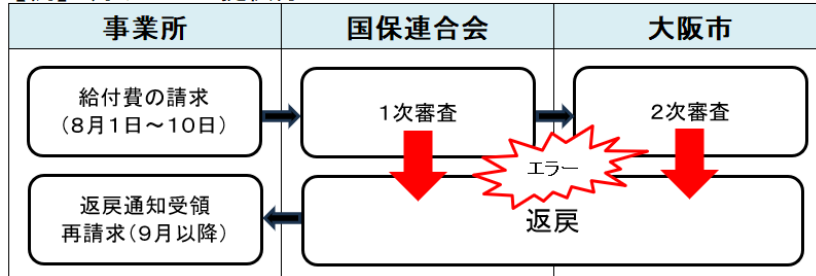 事業所
国保連合会
大阪市
給付費の請求
（8月1日～10日）
1次審査
2次審査
エラー
返戻通知受領
再請求（9月以降）
返戻